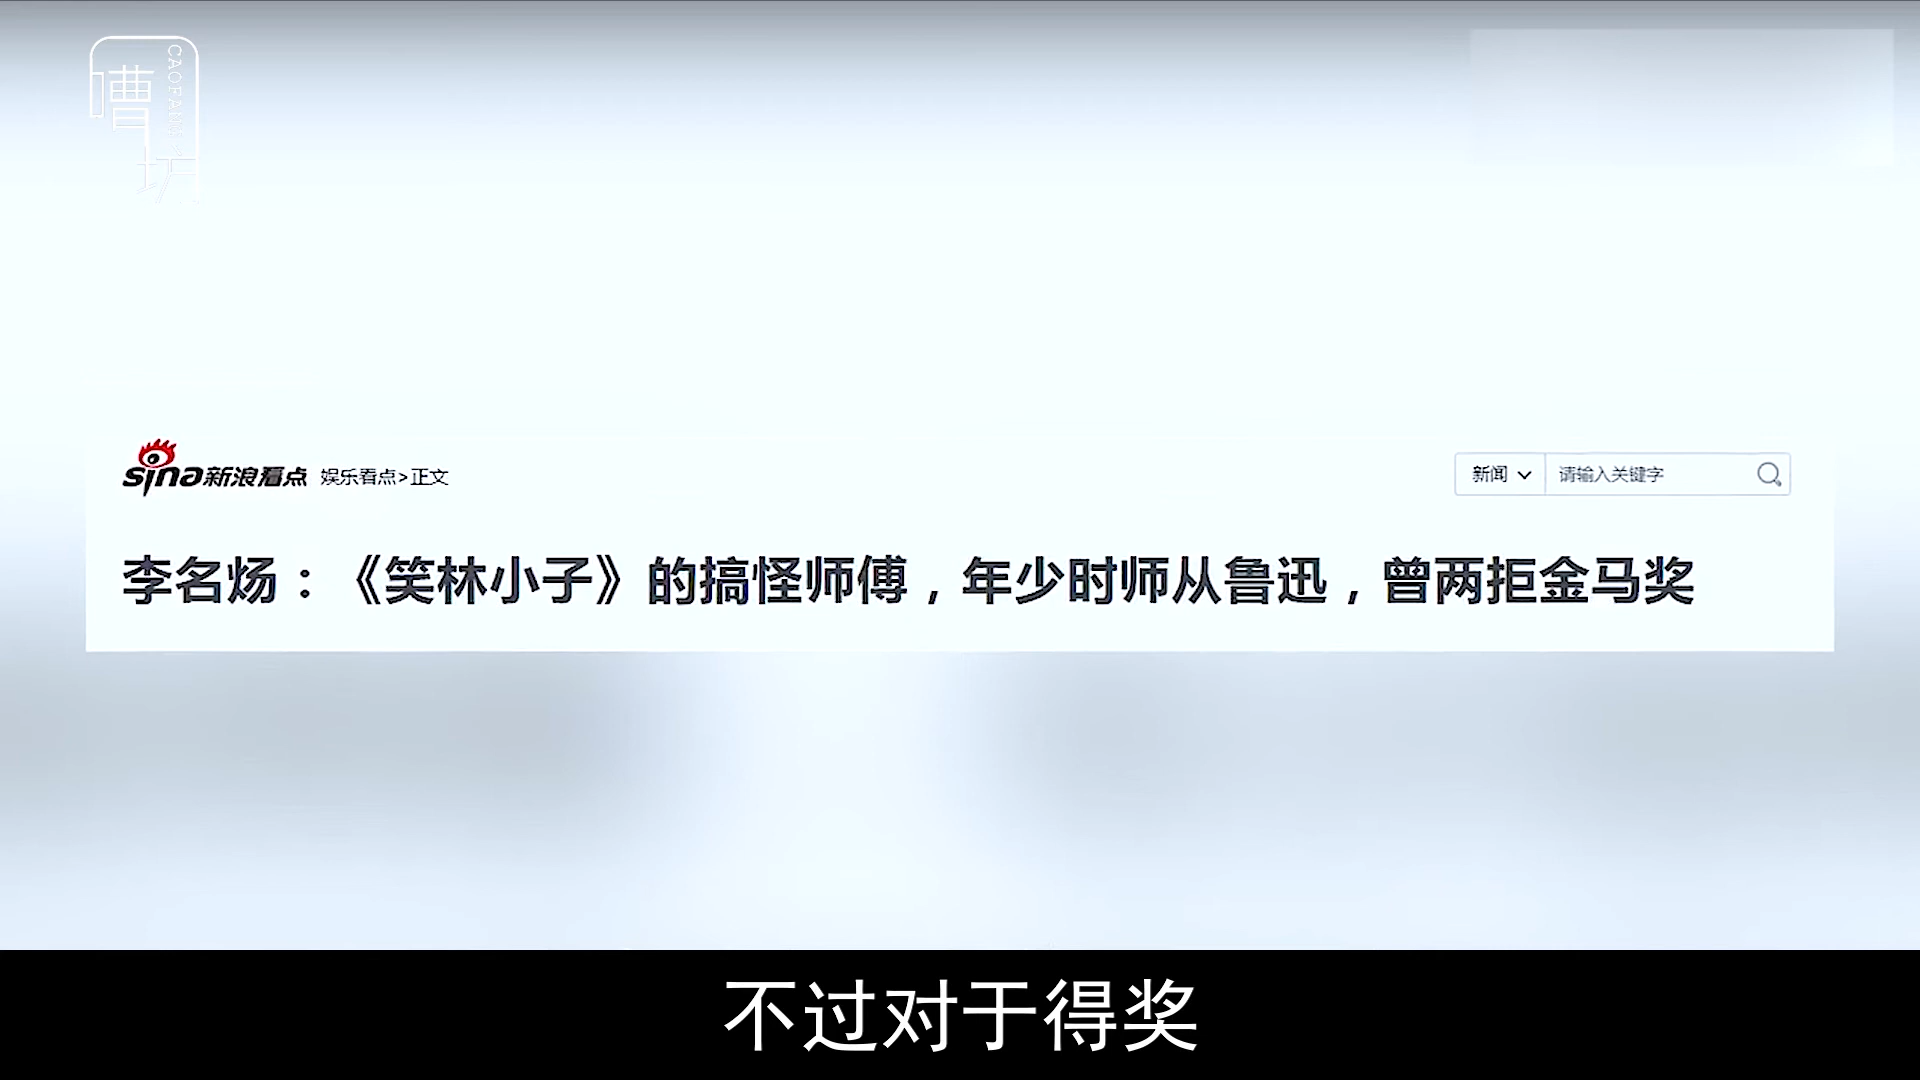 嘈坊
CAOFANG
sina新浪看点 娱乐看点>正文
新闻 请输入关键字
李名炀：《笑林小子》的搞怪师傅，年少时师从鲁迅，曾两拒金马奖
不过对于得奖